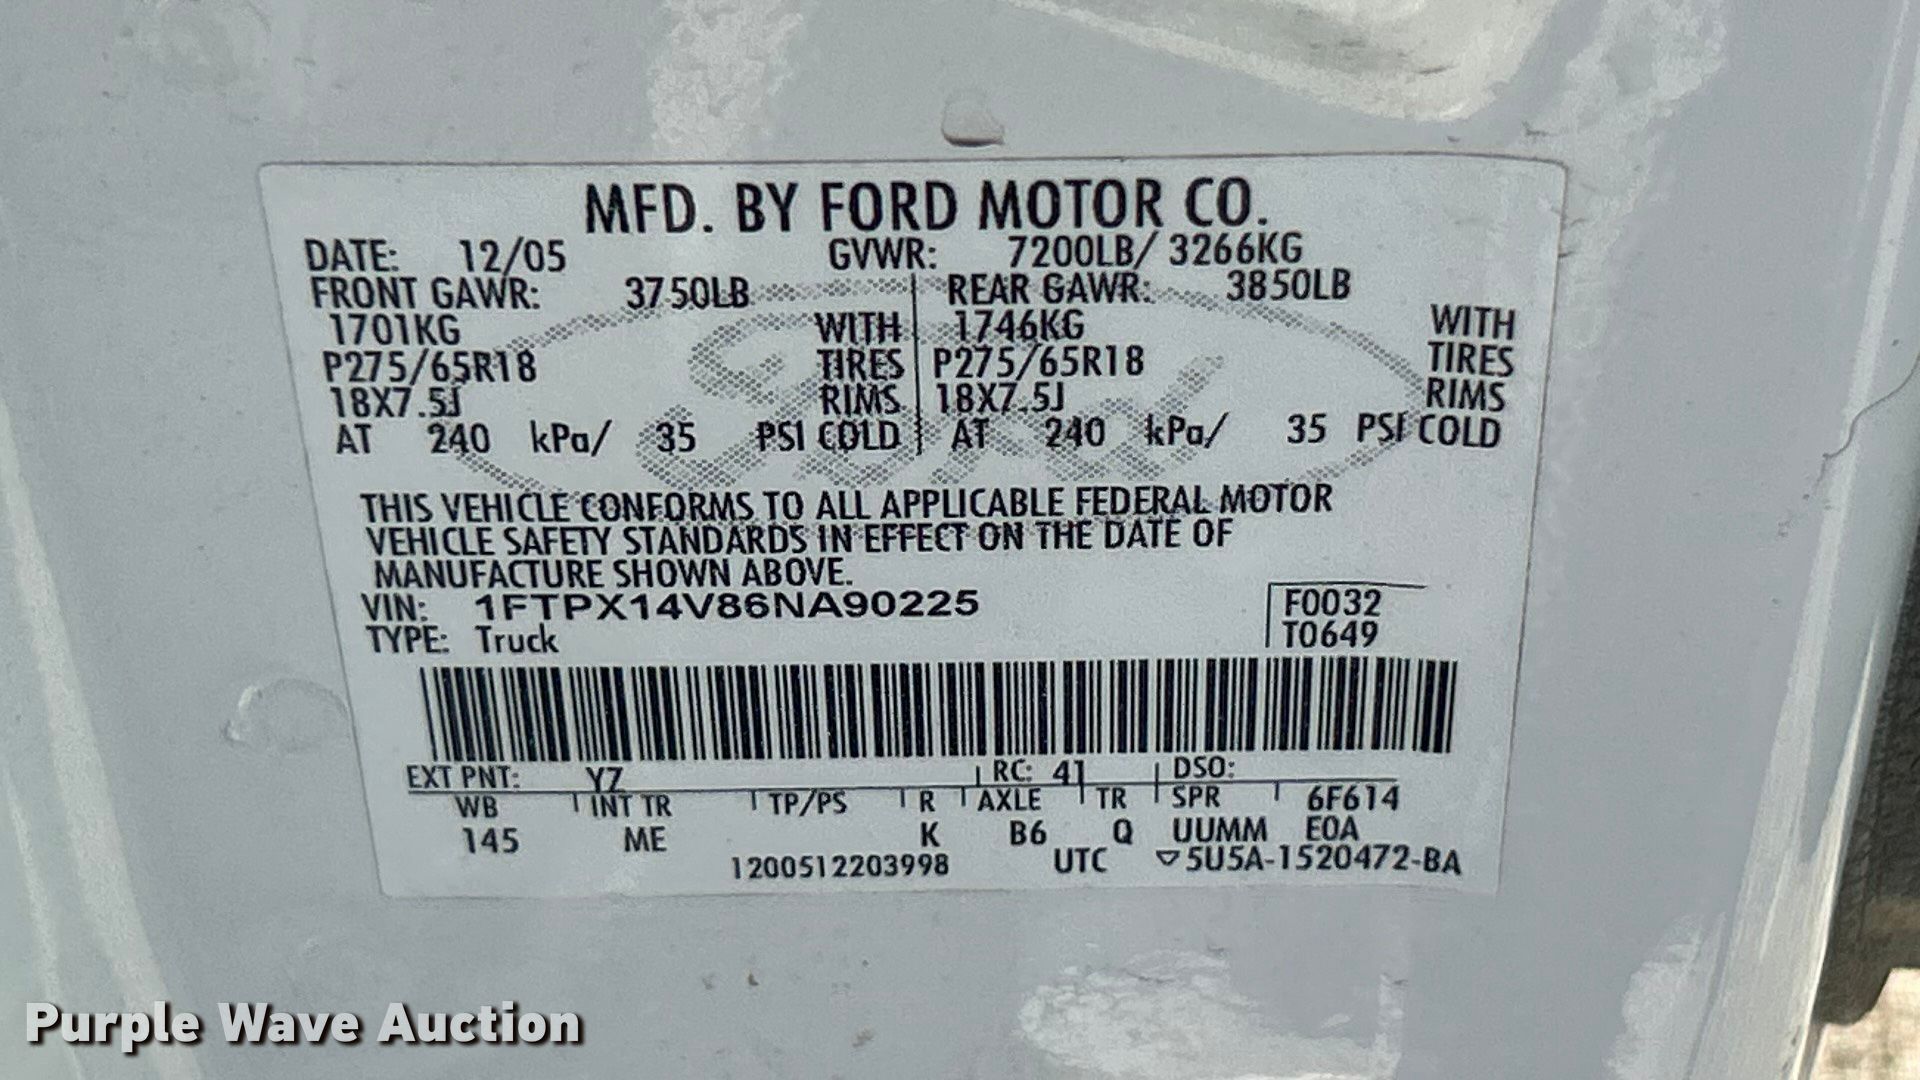 MFD. BY FORD MOTOR CO.
DATE: 12/05 GVWR: 7200LB/ 3266KG
FRONT GAWR: 3750LB REAR GAWR: 3850LB
1701KG WITH 1746KG WITH
P275/65R18 TIRES P275/65R18 TIRES
18X7.5J RIMS 18X7.5J RIMS
AT 240 kPa/ 35 PSI COLD AT 240 kPa/ 35 PSI COLD
THIS VEHICLE CONFORMS TO ALL APPLICABLE FEDERAL MOTOR
VEHICLE SAFETY STANDARDS IN EFFECT ON THE DATE OF
MANUFACTURE SHOWN ABOVE.
VIN: 1FTPX14V86NA90225 F0032
TYPE: Truck T0649
EXT PNT: YZ RC: 41 DSO:
WB INT TR TP/PS R AXLE TR SPR 6F614
145 ME K B6 Q UUMM E0A
1200512203998 UTC ▽5U5A-1520472-BA
Purple Wave Auction